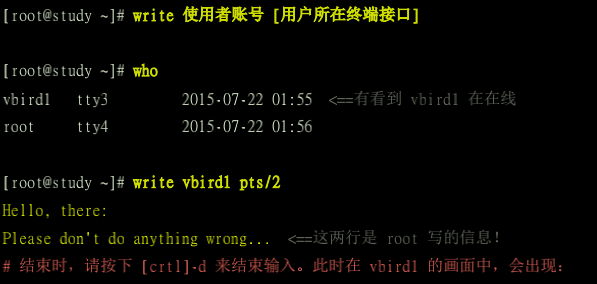 [root@study ~]# write 使用者账号 [用户所在终端接口]
[root@study ~]# who
vbird1 tty3 2015-07-22 01:55 <==有看到 vbird1 在在线
root tty4 2015-07-22 01:56
[root@study ~]# write vbird1 pts/2
Hello, there:
Please don't do anything wrong... <==这两行是 root 写的信息!
# 结束时，请按下 [crtl]-d 来结束输入。此时在 vbird1 的画面中，会出现：